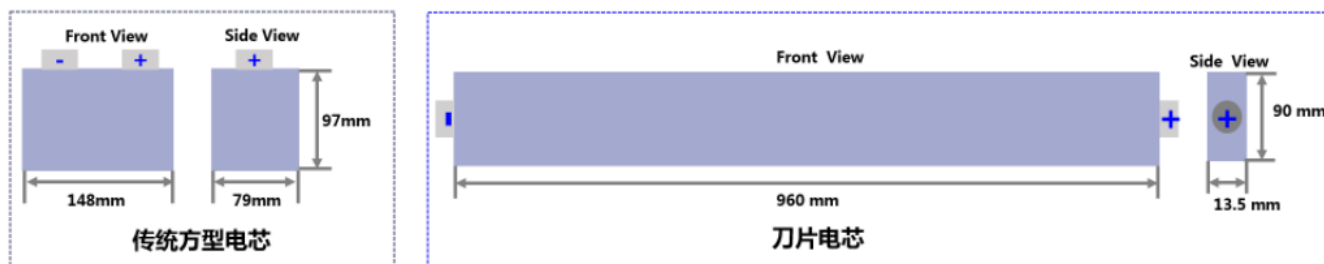 Front View
Side View
-
+
+
97mm
148mm
79mm
传统方型电芯
Front View
Side View
-
+
+
90 mm
960 mm
13.5 mm
刀片电芯